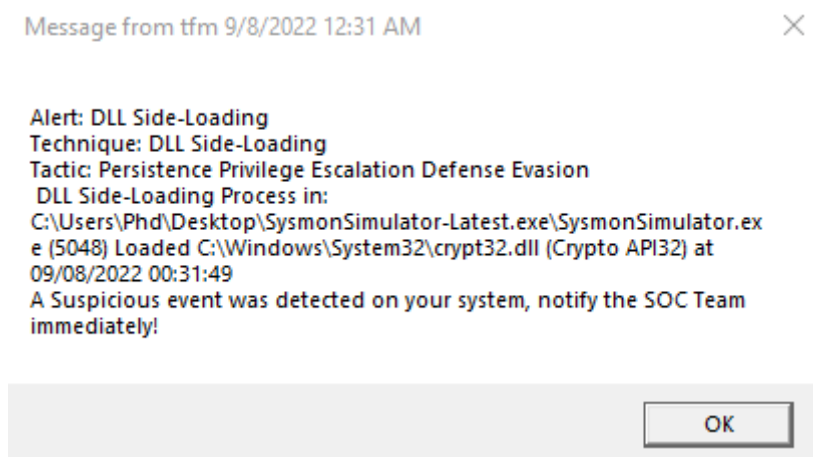 Message from tfm 9/8/2022 12:31 AM
Alert: DLL Side-Loading
Technique: DLL Side-Loading
Tactic: Persistence Privilege Escalation Defense Evasion
DLL Side-Loading Process in:
C:\Users\Phd\Desktop\SysmonSimulator-Latest.exe\SysmonSimulator.ex
e (5048) Loaded C:\Windows\System32\crypt32.dll (Crypto API32) at
09/08/2022 00:31:49
A Suspicious event was detected on your system, notify the SOC Team
immediately!
OK